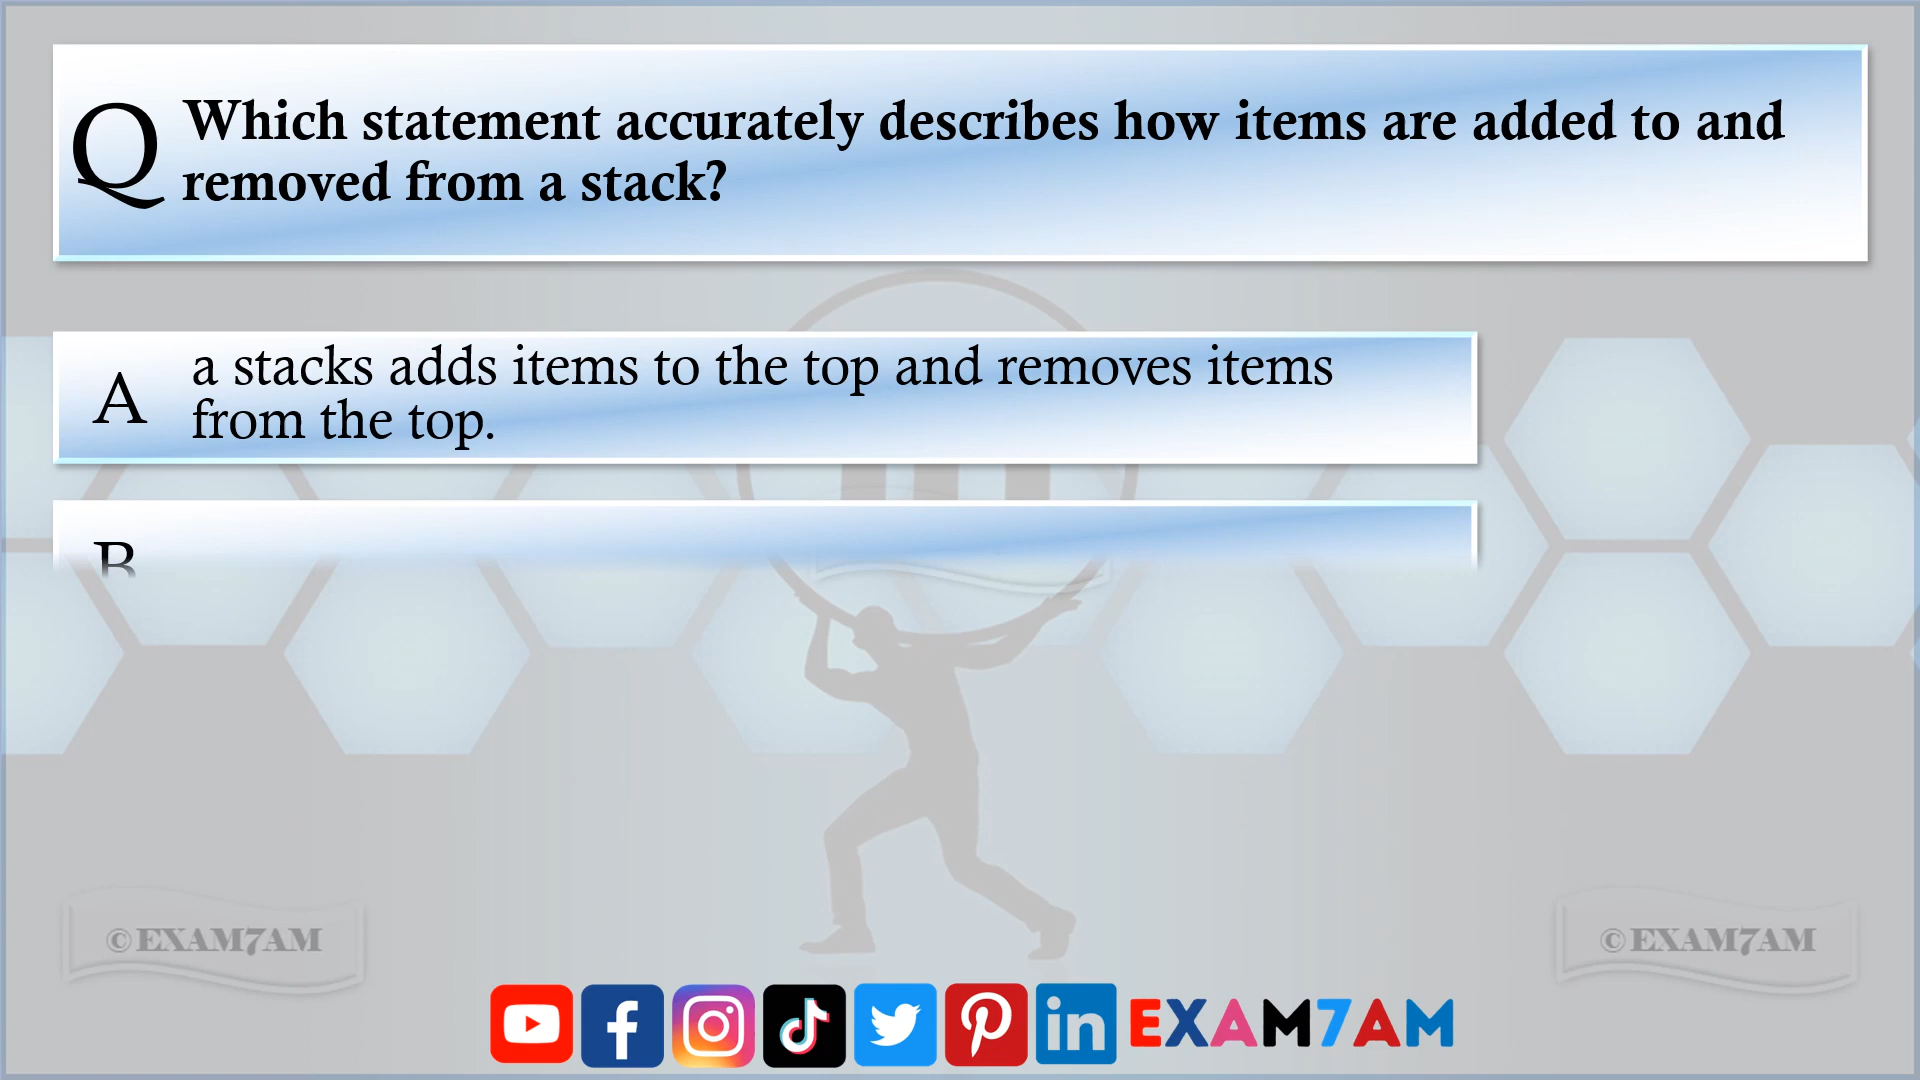 Q
Which statement accurately describes how items are added to and
removed from a stack?
A
a stacks adds items to the top and removes items
from the top.
B
©EXAM7AM
©EXAM7AM
EXAM7AM